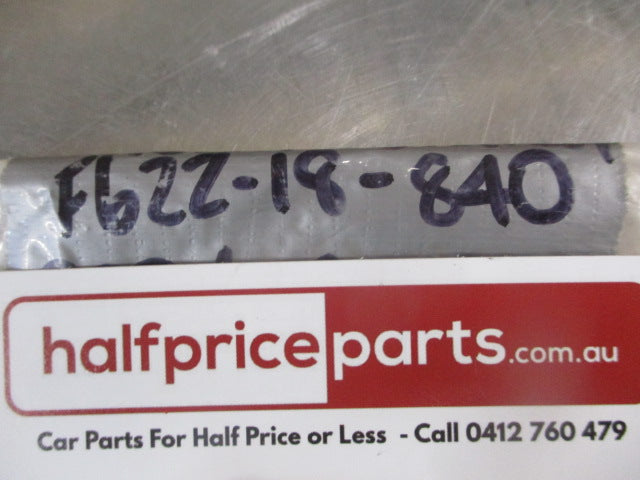 F622-18-840
halfpriceparts.com.au
Car Parts For Half Price or Less - Call 0412 760 479